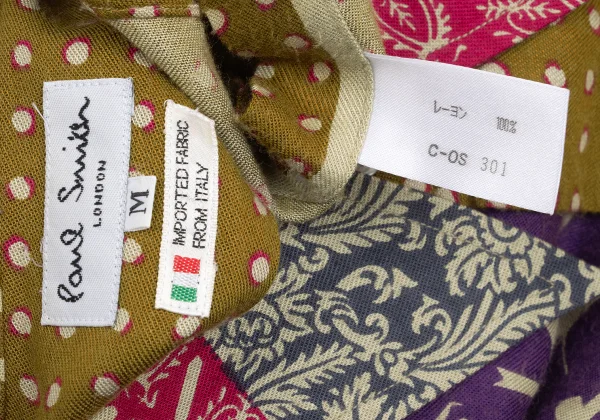 Paul Smith
LONDON
M
IMPORTED FABRIC
FROM ITALY
レーヨン 100%
C-OS 301